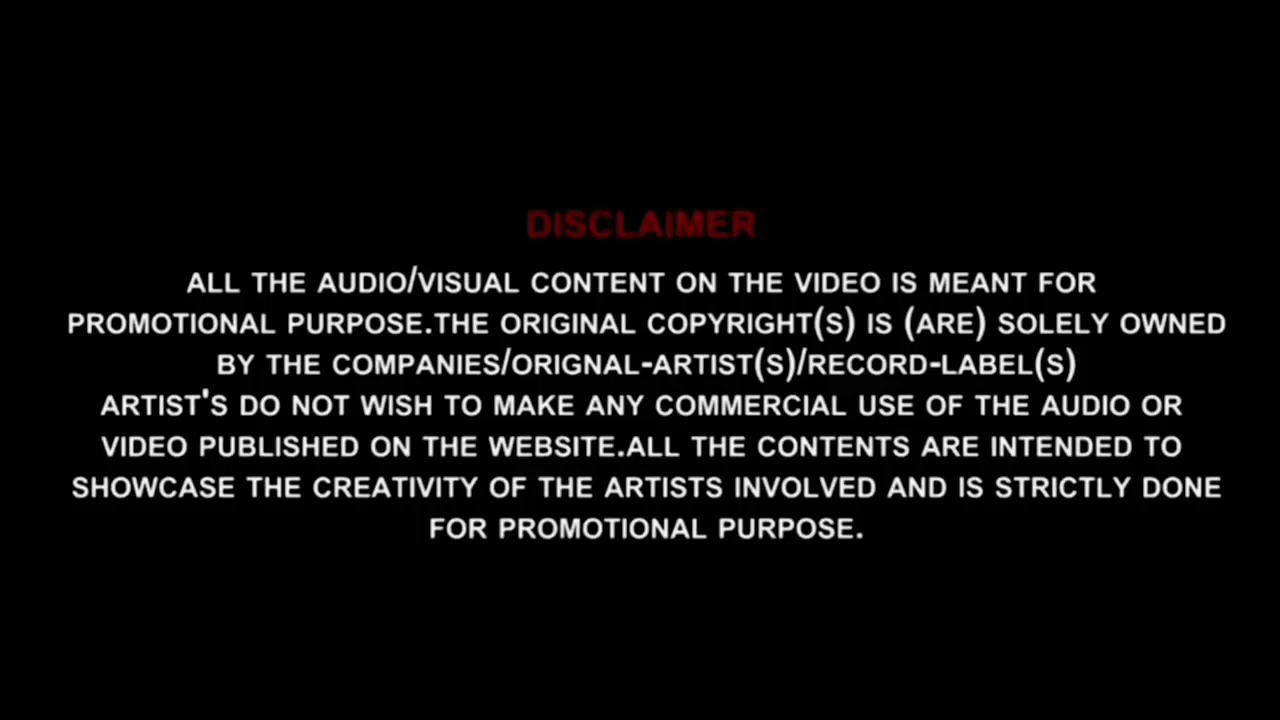 DISCLAIMER
ALL THE AUDIO/VISUAL CONTENT ON THE VIDEO IS MEANT FOR
PROMOTIONAL PURPOSE.THE ORIGINAL COPYRIGHT(S) IS (ARE) SOLELY OWNED
BY THE COMPANIES/ORIGNAL-ARTIST(S)/RECORD-LABEL(S)
ARTIST'S DO NOT WISH TO MAKE ANY COMMERCIAL USE OF THE AUDIO OR
VIDEO PUBLISHED ON THE WEBSITE.ALL THE CONTENTS ARE INTENDED TO
SHOWCASE THE CREATIVITY OF THE ARTISTS INVOLVED AND IS STRICTLY DONE
FOR PROMOTIONAL PURPOSE.